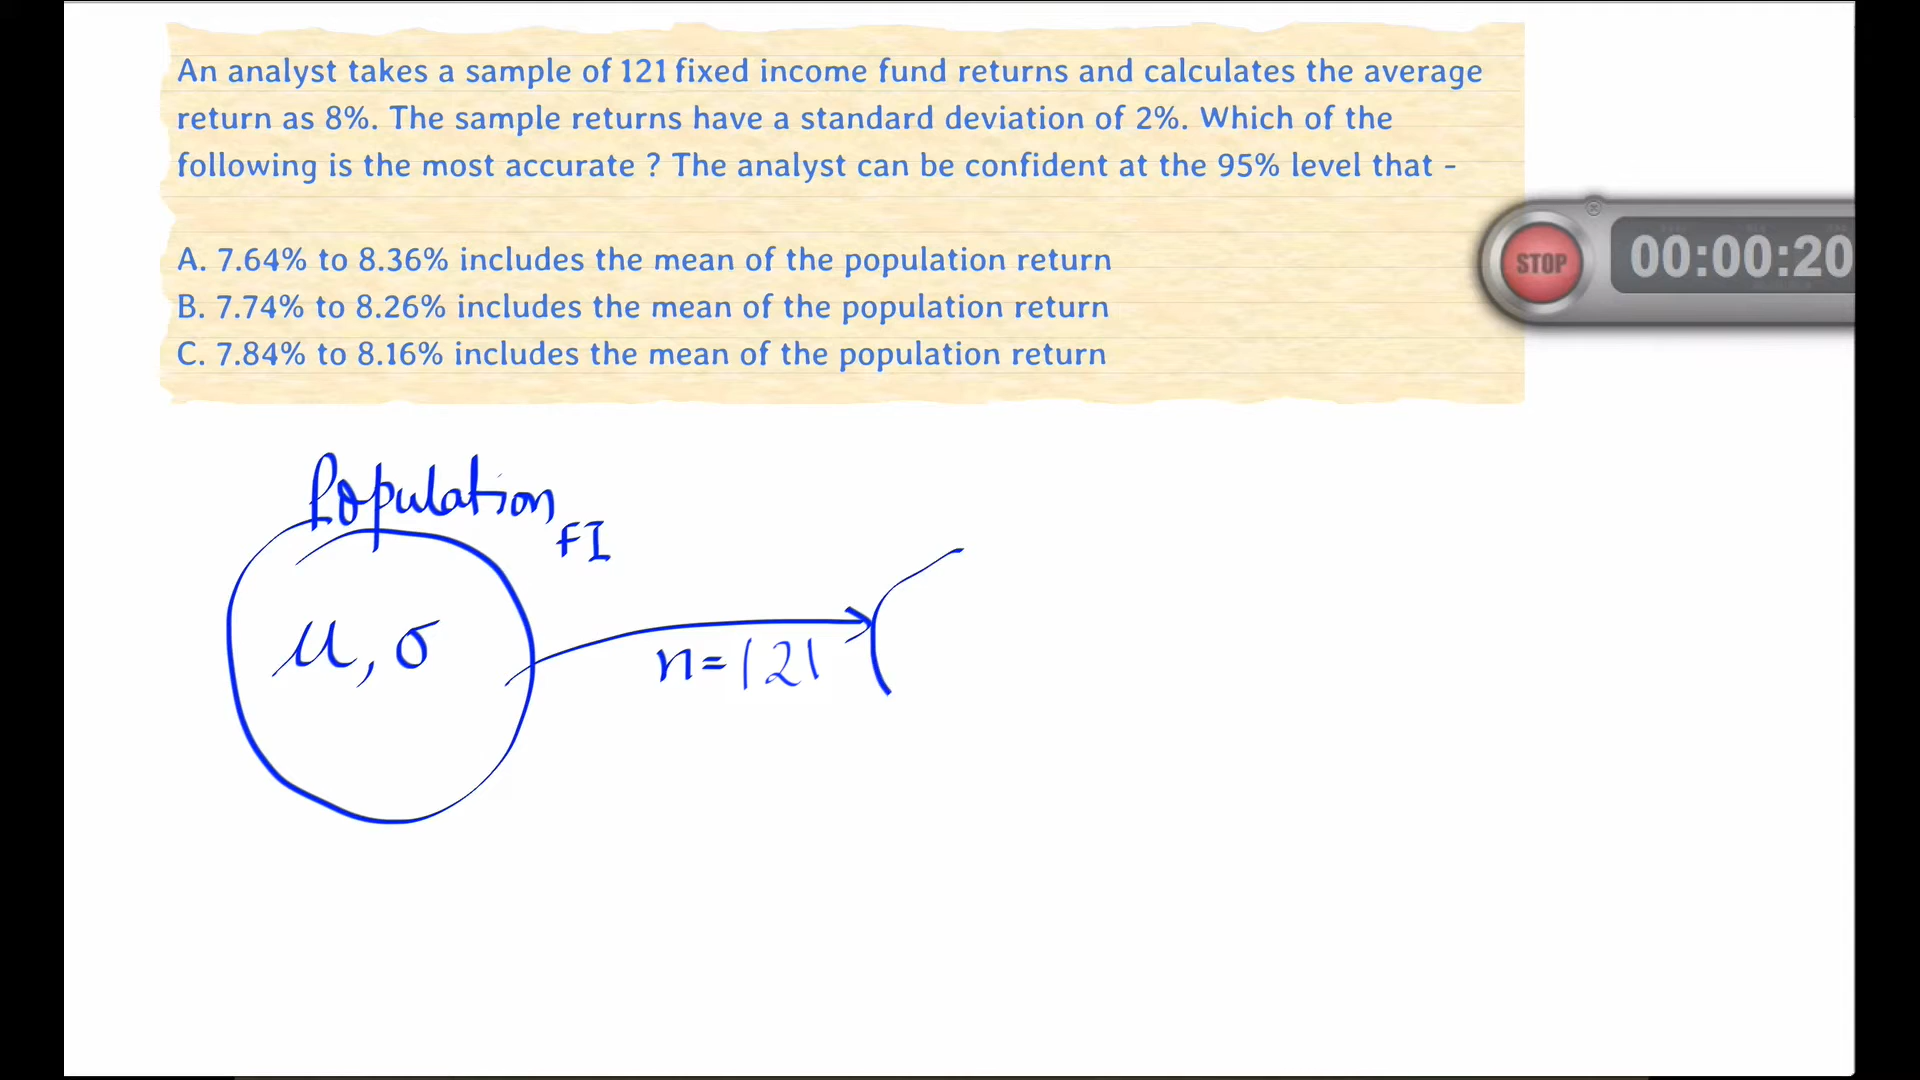 An analyst takes a sample of 121 fixed income fund returns and calculates the average
return as 8%. The sample returns have a standard deviation of 2%. Which of the
following is the most accurate ? The analyst can be confident at the 95% level that -
A. 7.64% to 8.36% includes the mean of the population return
B. 7.74% to 8.26% includes the mean of the population return
C. 7.84% to 8.16% includes the mean of the population return
STOP
00:00:20
Population
FI
μ, σ
n=121